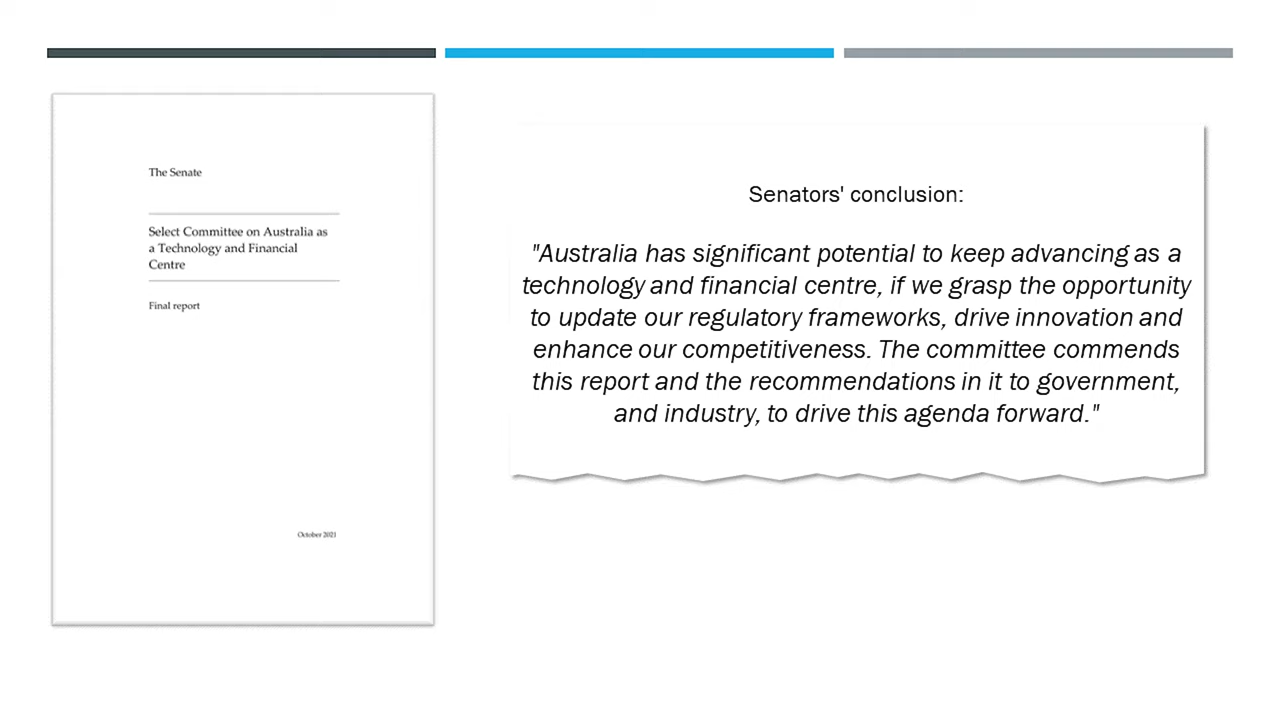 The Senate
Select Committee on Australia as
a Technology and Financial
Centre
Final report
October 2021
Senators' conclusion:
"Australia has significant potential to keep advancing as a
technology and financial centre, if we grasp the opportunity
to update our regulatory frameworks, drive innovation and
enhance our competitiveness. The committee commends
this report and the recommendations in it to government,
and industry, to drive this agenda forward."